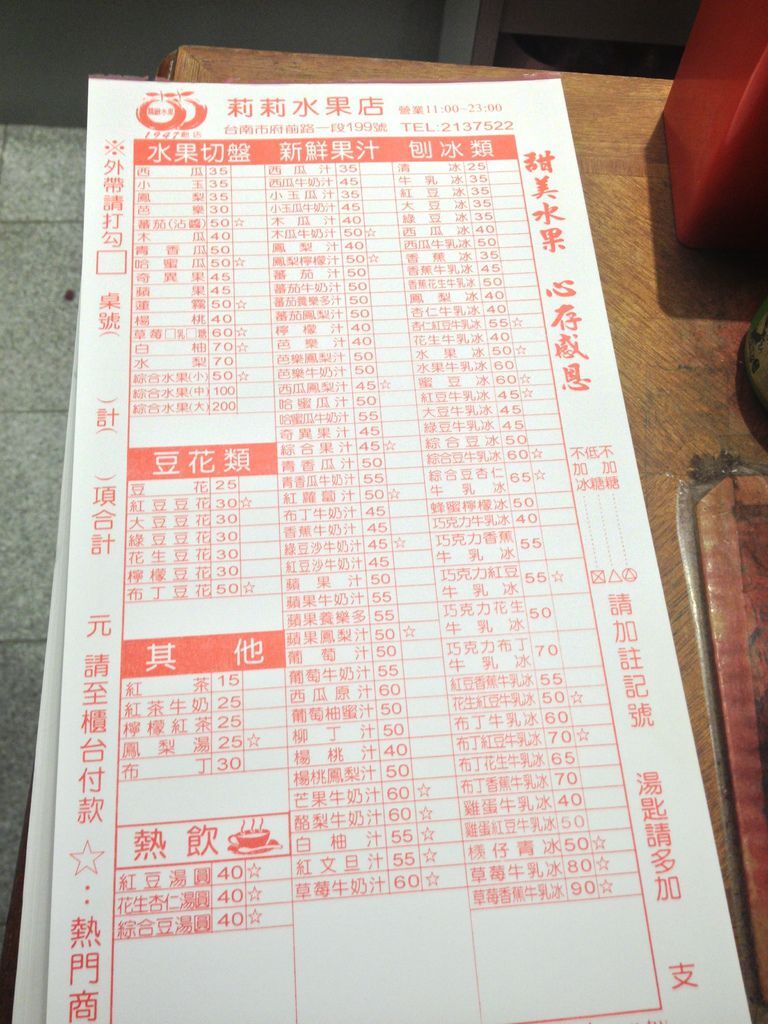 莉莉水果店 營業11:00~23:00
1947創店
台南市府前路一段199號 TEL:2137522
※外帶請打勾□ 桌號( )計( )項合計 元 請至櫃台付款 ☆:熱門商
水果切盤
西瓜 35
小玉 35
鳳梨 35
芭樂 30
蕃茄(沾醬) 50☆
木瓜 40
青香瓜 50
哈蜜瓜 50☆
奇異果 45
蘋果 45
蓮霧 50☆
楊桃 40
草莓□乳□糖 60☆
白柚 70☆
水梨 70
綜合水果(小) 50☆
綜合水果(中) 100
綜合水果(大) 200
豆花類
豆花 25
紅豆豆花 30☆
大豆豆花 30
綠豆豆花 30
花生豆花 30
檸檬豆花 30
布丁豆花 50☆
其他
紅茶 15
紅茶牛奶 25
檸檬紅茶 25
鳳梨湯 25☆
布丁 30
熱飲
紅豆湯圓 40☆
花生杏仁湯圓 40☆
綜合豆湯圓 40☆
新鮮果汁
西瓜汁 35
西瓜牛奶汁 45
小玉瓜汁 35
小玉瓜牛奶汁 45
木瓜汁 40
木瓜牛奶汁 50☆
鳳梨汁 40
鳳梨檸檬汁 50☆
蕃茄汁 50
蕃茄牛奶汁 50
蕃茄養樂多汁 50
蕃茄鳳梨汁 50
檸檬汁 40
芭樂汁 40
芭樂鳳梨汁 50
芭樂牛奶汁 50
西瓜鳳梨汁 45☆
哈蜜瓜汁 50
哈蜜瓜牛奶汁 55
奇異果汁 45
綜合果汁 45☆
青香瓜汁 50
青香瓜牛奶汁 55
紅蘿蔔汁 50☆
布丁牛奶汁 45
香蕉牛奶汁 45
綠豆沙牛奶汁 45☆
紅豆沙牛奶汁 45
蘋果汁 50
蘋果牛奶汁 55
蘋果養樂多 55
蘋果鳳梨汁 50☆
葡萄汁 50
葡萄牛奶汁 55
西瓜原汁 60
葡萄柚蜜汁 50
柳丁汁 50
楊桃汁 40
楊桃鳳梨汁 50
芒果牛奶汁 60☆
酪梨牛奶汁 60☆
白柚汁 55☆
紅文旦汁 55☆
草莓牛奶汁 60☆
刨冰類
清冰 25
牛乳冰 35
紅豆冰 35
大豆冰 35
綠豆冰 35
西瓜冰 40
西瓜牛乳冰 50
香蕉冰 35
香蕉牛乳冰 45
香蕉花生牛乳冰 50
鳳梨冰 40
杏仁牛乳冰 40
杏仁紅豆牛乳冰 55☆
花生牛乳冰 40
水果冰 50☆
水果牛乳冰 60
蜜豆冰 60☆
紅豆牛乳冰 45☆
大豆牛乳冰 45
綠豆牛乳冰 45
綜合豆冰 50
綜合豆牛乳冰 60☆
綜合豆杏仁牛乳冰 65☆
蜂蜜檸檬冰 50
巧克力牛乳冰 40
巧克力香蕉牛乳冰 55
巧克力紅豆牛乳冰 55☆
巧克力花生牛乳冰 50
巧克力布丁牛乳冰 70
紅豆香蕉牛乳冰 55
花生紅豆牛乳冰 50☆
布丁牛乳冰 60
布丁紅豆牛乳冰 70☆
布丁花生牛乳冰 65
布丁香蕉牛乳冰 70
雞蛋牛乳冰 40
雞蛋紅豆牛乳冰 50
樣仔青冰 50☆
草莓牛乳冰 80☆
草莓香蕉牛乳冰 90☆
甜美水果 心存感恩
不加冰 低加糖 不加糖
請加註記號 湯匙請多加 支